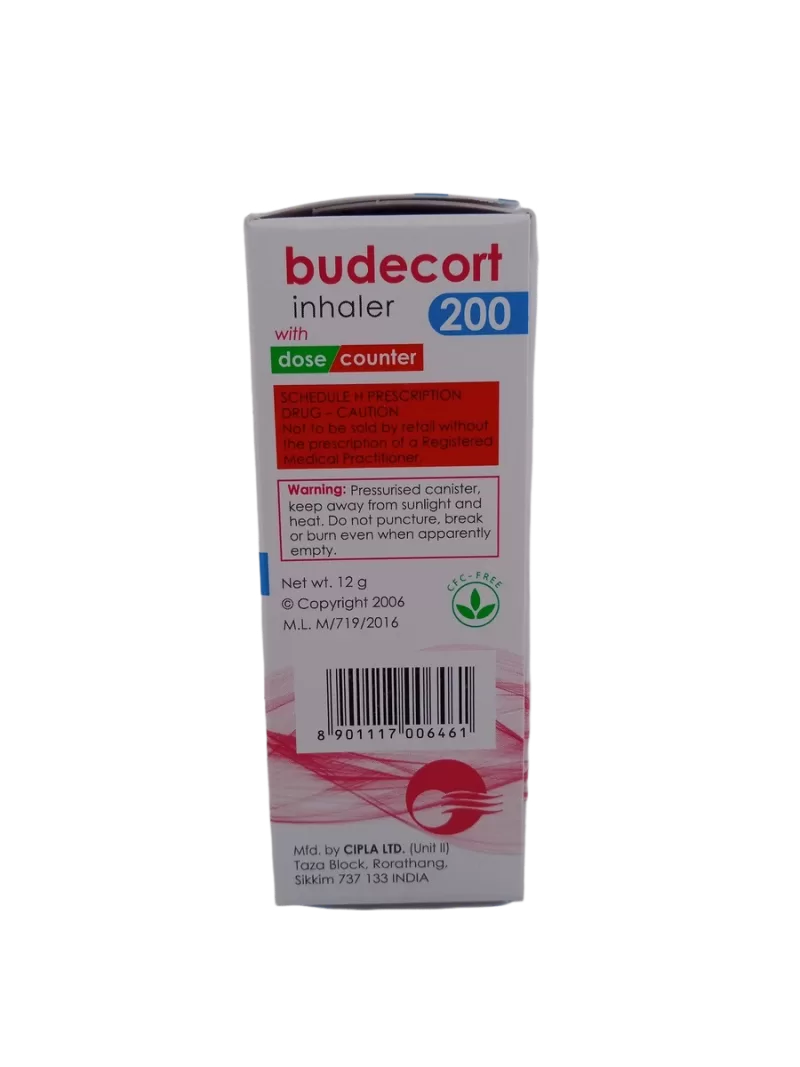 budecort
inhaler 200
with
dose counter
SCHEDULE H PRESCRIPTION
DRUG – CAUTION
Not to be sold by retail without
the prescription of a Registered
Medical Practitioner.
Warning: Pressurised canister,
keep away from sunlight and
heat. Do not puncture, break
or burn even when apparently
empty.
Net wt. 12 g
© Copyright 2006
M.L. M/719/2016
CFC-FREE
8 901117 006461
Mfd. by CIPLA LTD. (Unit II)
Taza Block, Rorathang,
Sikkim 737 133 INDIA